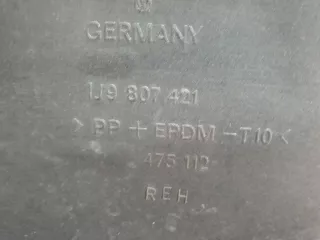 GERMANY
1J9 807 421
>PP+EPDM-T10<
475 112
REH